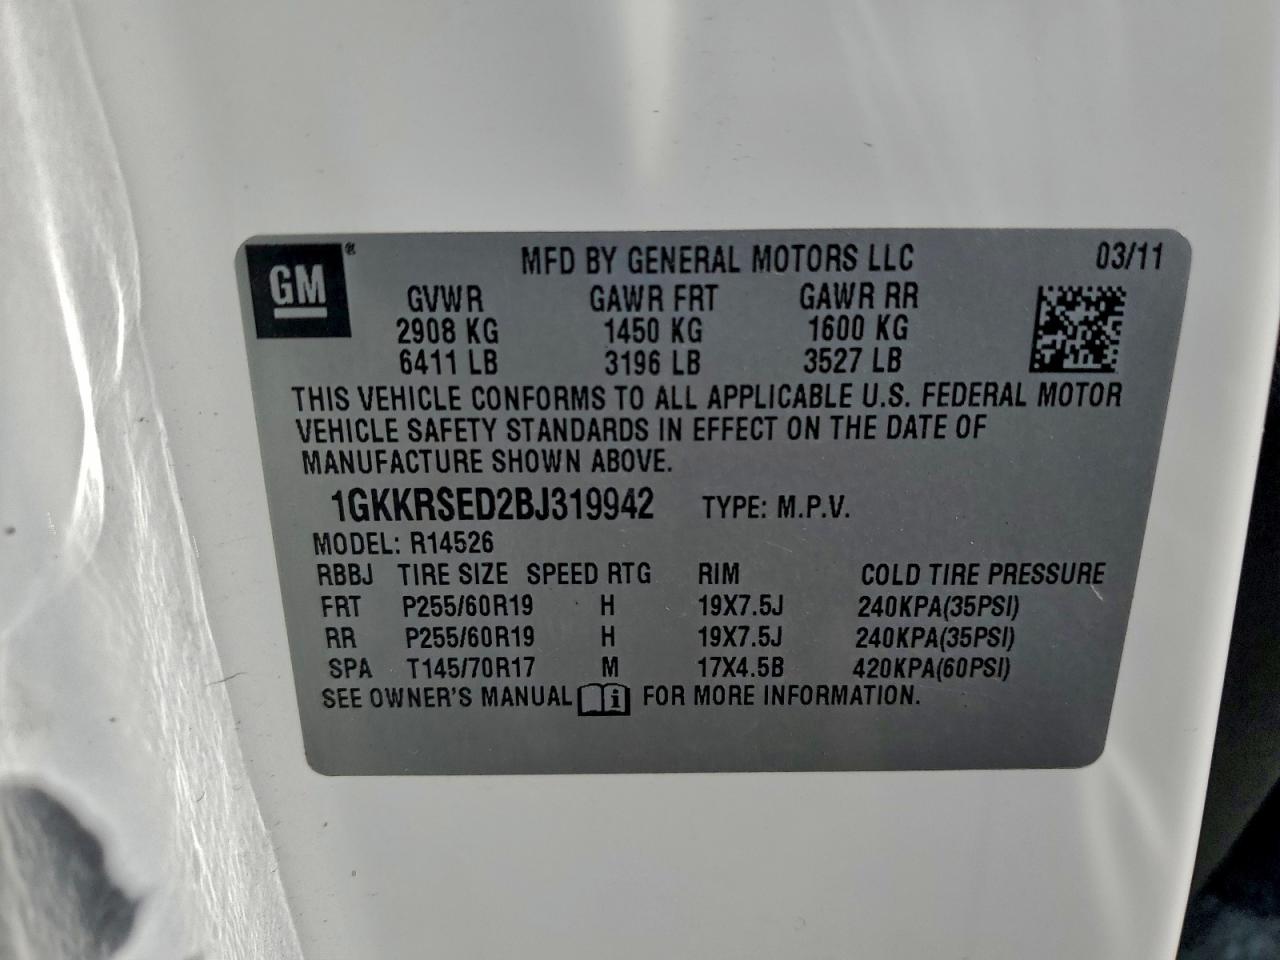 GM ® MFD BY GENERAL MOTORS LLC 03/11
GVWR GAWR FRT GAWR RR
2908 KG 1450 KG 1600 KG
6411 LB 3196 LB 3527 LB
THIS VEHICLE CONFORMS TO ALL APPLICABLE U.S. FEDERAL MOTOR
VEHICLE SAFETY STANDARDS IN EFFECT ON THE DATE OF
MANUFACTURE SHOWN ABOVE.
1GKKRSED2BJ319942 TYPE: M.P.V.
MODEL: R14526
RBBJ TIRE SIZE SPEED RTG RIM COLD TIRE PRESSURE
FRT P255/60R19 H 19X7.5J 240KPA(35PSI)
RR P255/60R19 H 19X7.5J 240KPA(35PSI)
SPA T145/70R17 M 17X4.5B 420KPA(60PSI)
SEE OWNER'S MANUAL i FOR MORE INFORMATION.